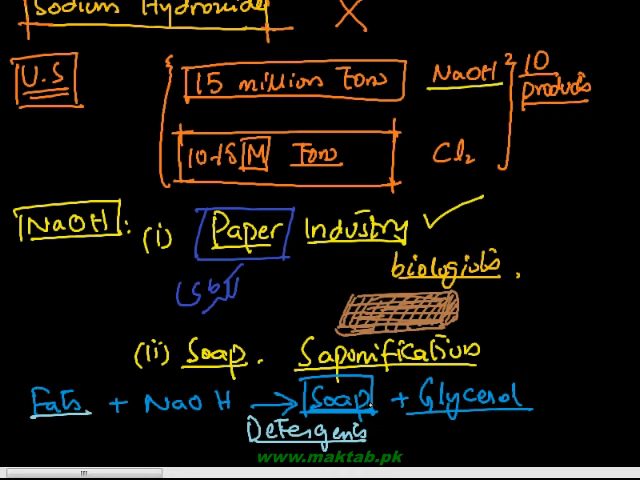 Sodium Hydroxide X
U.S 15 million Tons NaOH 10 products
10-15 M Tons Cl2
NaOH: (i) Paper Industry
biologists,
(ii) Soap. Saponification
Fats + NaOH → Soap + Glycerol
Detergents
www.maktab.pk